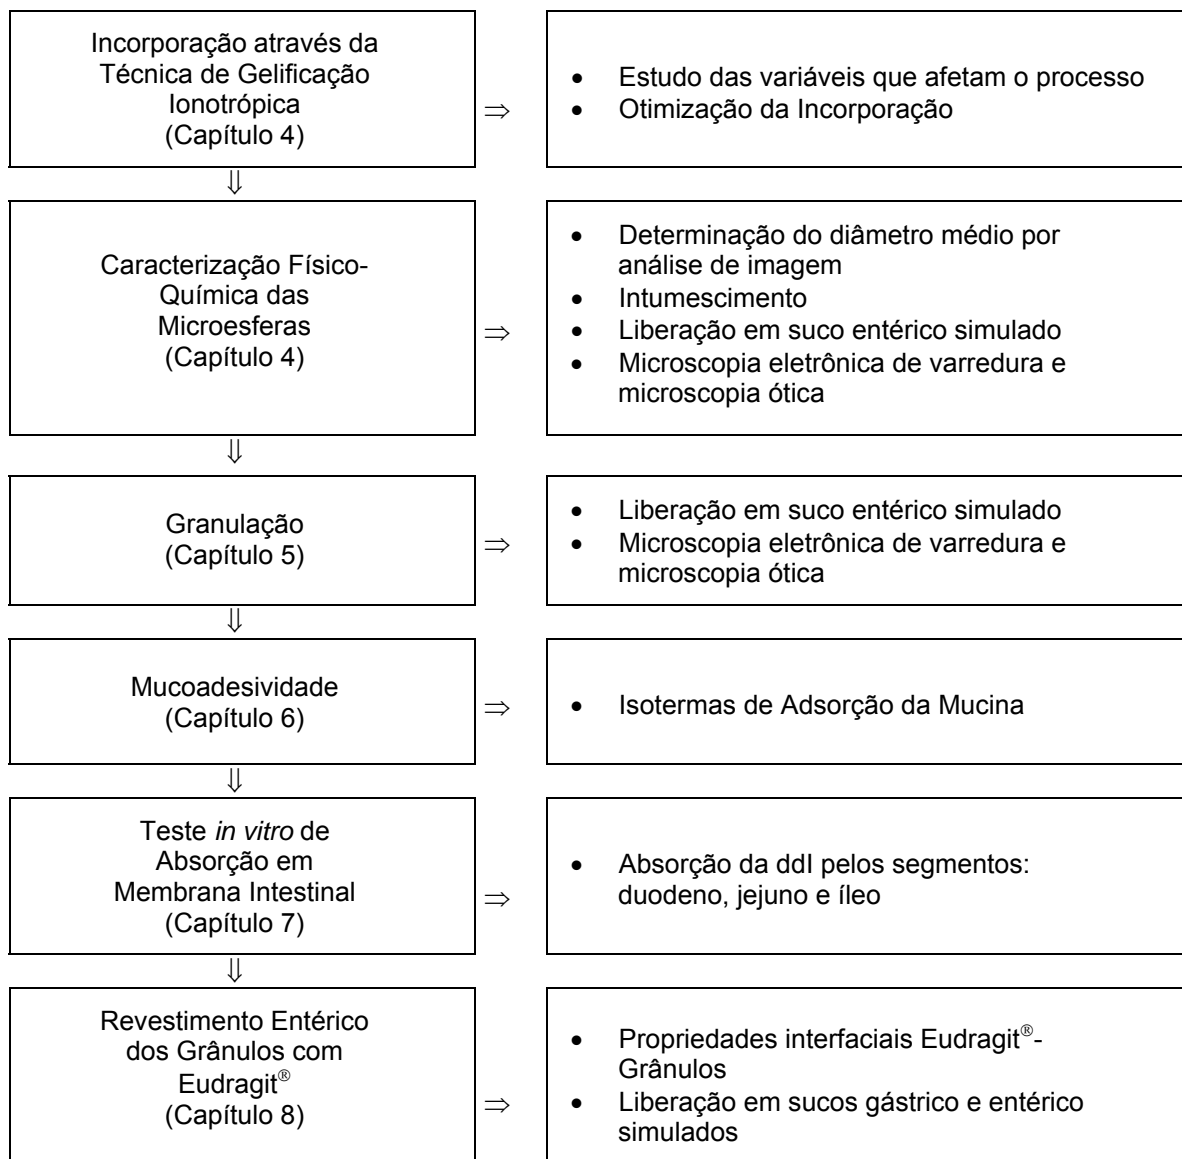 Incorporação através da
Técnica de Gelificação
Ionotrópica
(Capítulo 4)
⇒
• Estudo das variáveis que afetam o processo
• Otimização da Incorporação
⇓
Caracterização Físico-
Química das
Microesferas
(Capítulo 4)
⇒
• Determinação do diâmetro médio por
análise de imagem
• Intumescimento
• Liberação em suco entérico simulado
• Microscopia eletrônica de varredura e
microscopia ótica
⇓
Granulação
(Capítulo 5)
⇒
• Liberação em suco entérico simulado
• Microscopia eletrônica de varredura e
microscopia ótica
⇓
Mucoadesividade
(Capítulo 6)
⇒
• Isotermas de Adsorção da Mucina
⇓
Teste in vitro de
Absorção em
Membrana Intestinal
(Capítulo 7)
⇒
• Absorção da ddI pelos segmentos:
duodeno, jejuno e íleo
⇓
Revestimento Entérico
dos Grânulos com
Eudragit®
(Capítulo 8)
⇒
• Propriedades interfaciais Eudragit®-
Grânulos
• Liberação em sucos gástrico e entérico
simulados